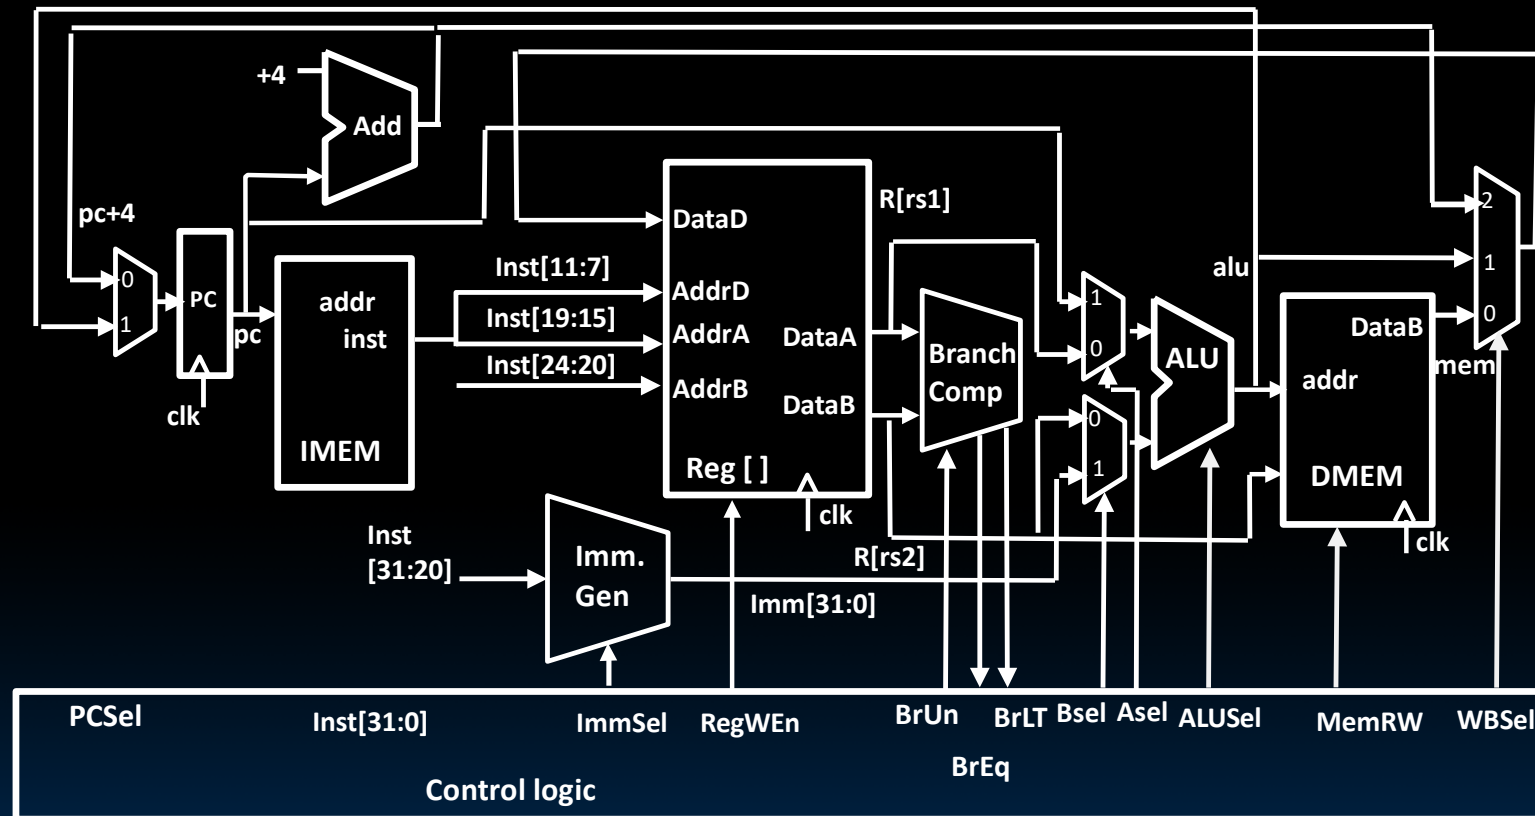 +4
Add
pc+4
0
1
PC
pc
clk
addr
inst
IMEM
Inst[11:7]
Inst[19:15]
Inst[24:20]
DataD
AddrD
AddrA
AddrB
DataA
DataB
Reg [ ]
clk
R[rs1]
Branch
Comp
R[rs2]
Inst
[31:20]
Imm.
Gen
Imm[31:0]
1
0
0
1
ALU
alu
DataB
addr
DMEM
clk
mem
2
1
0
PCSel
Inst[31:0]
ImmSel
RegWEn
BrUn
BrEq
BrLT
Bsel
Asel
ALUSel
MemRW
WBSel
Control logic